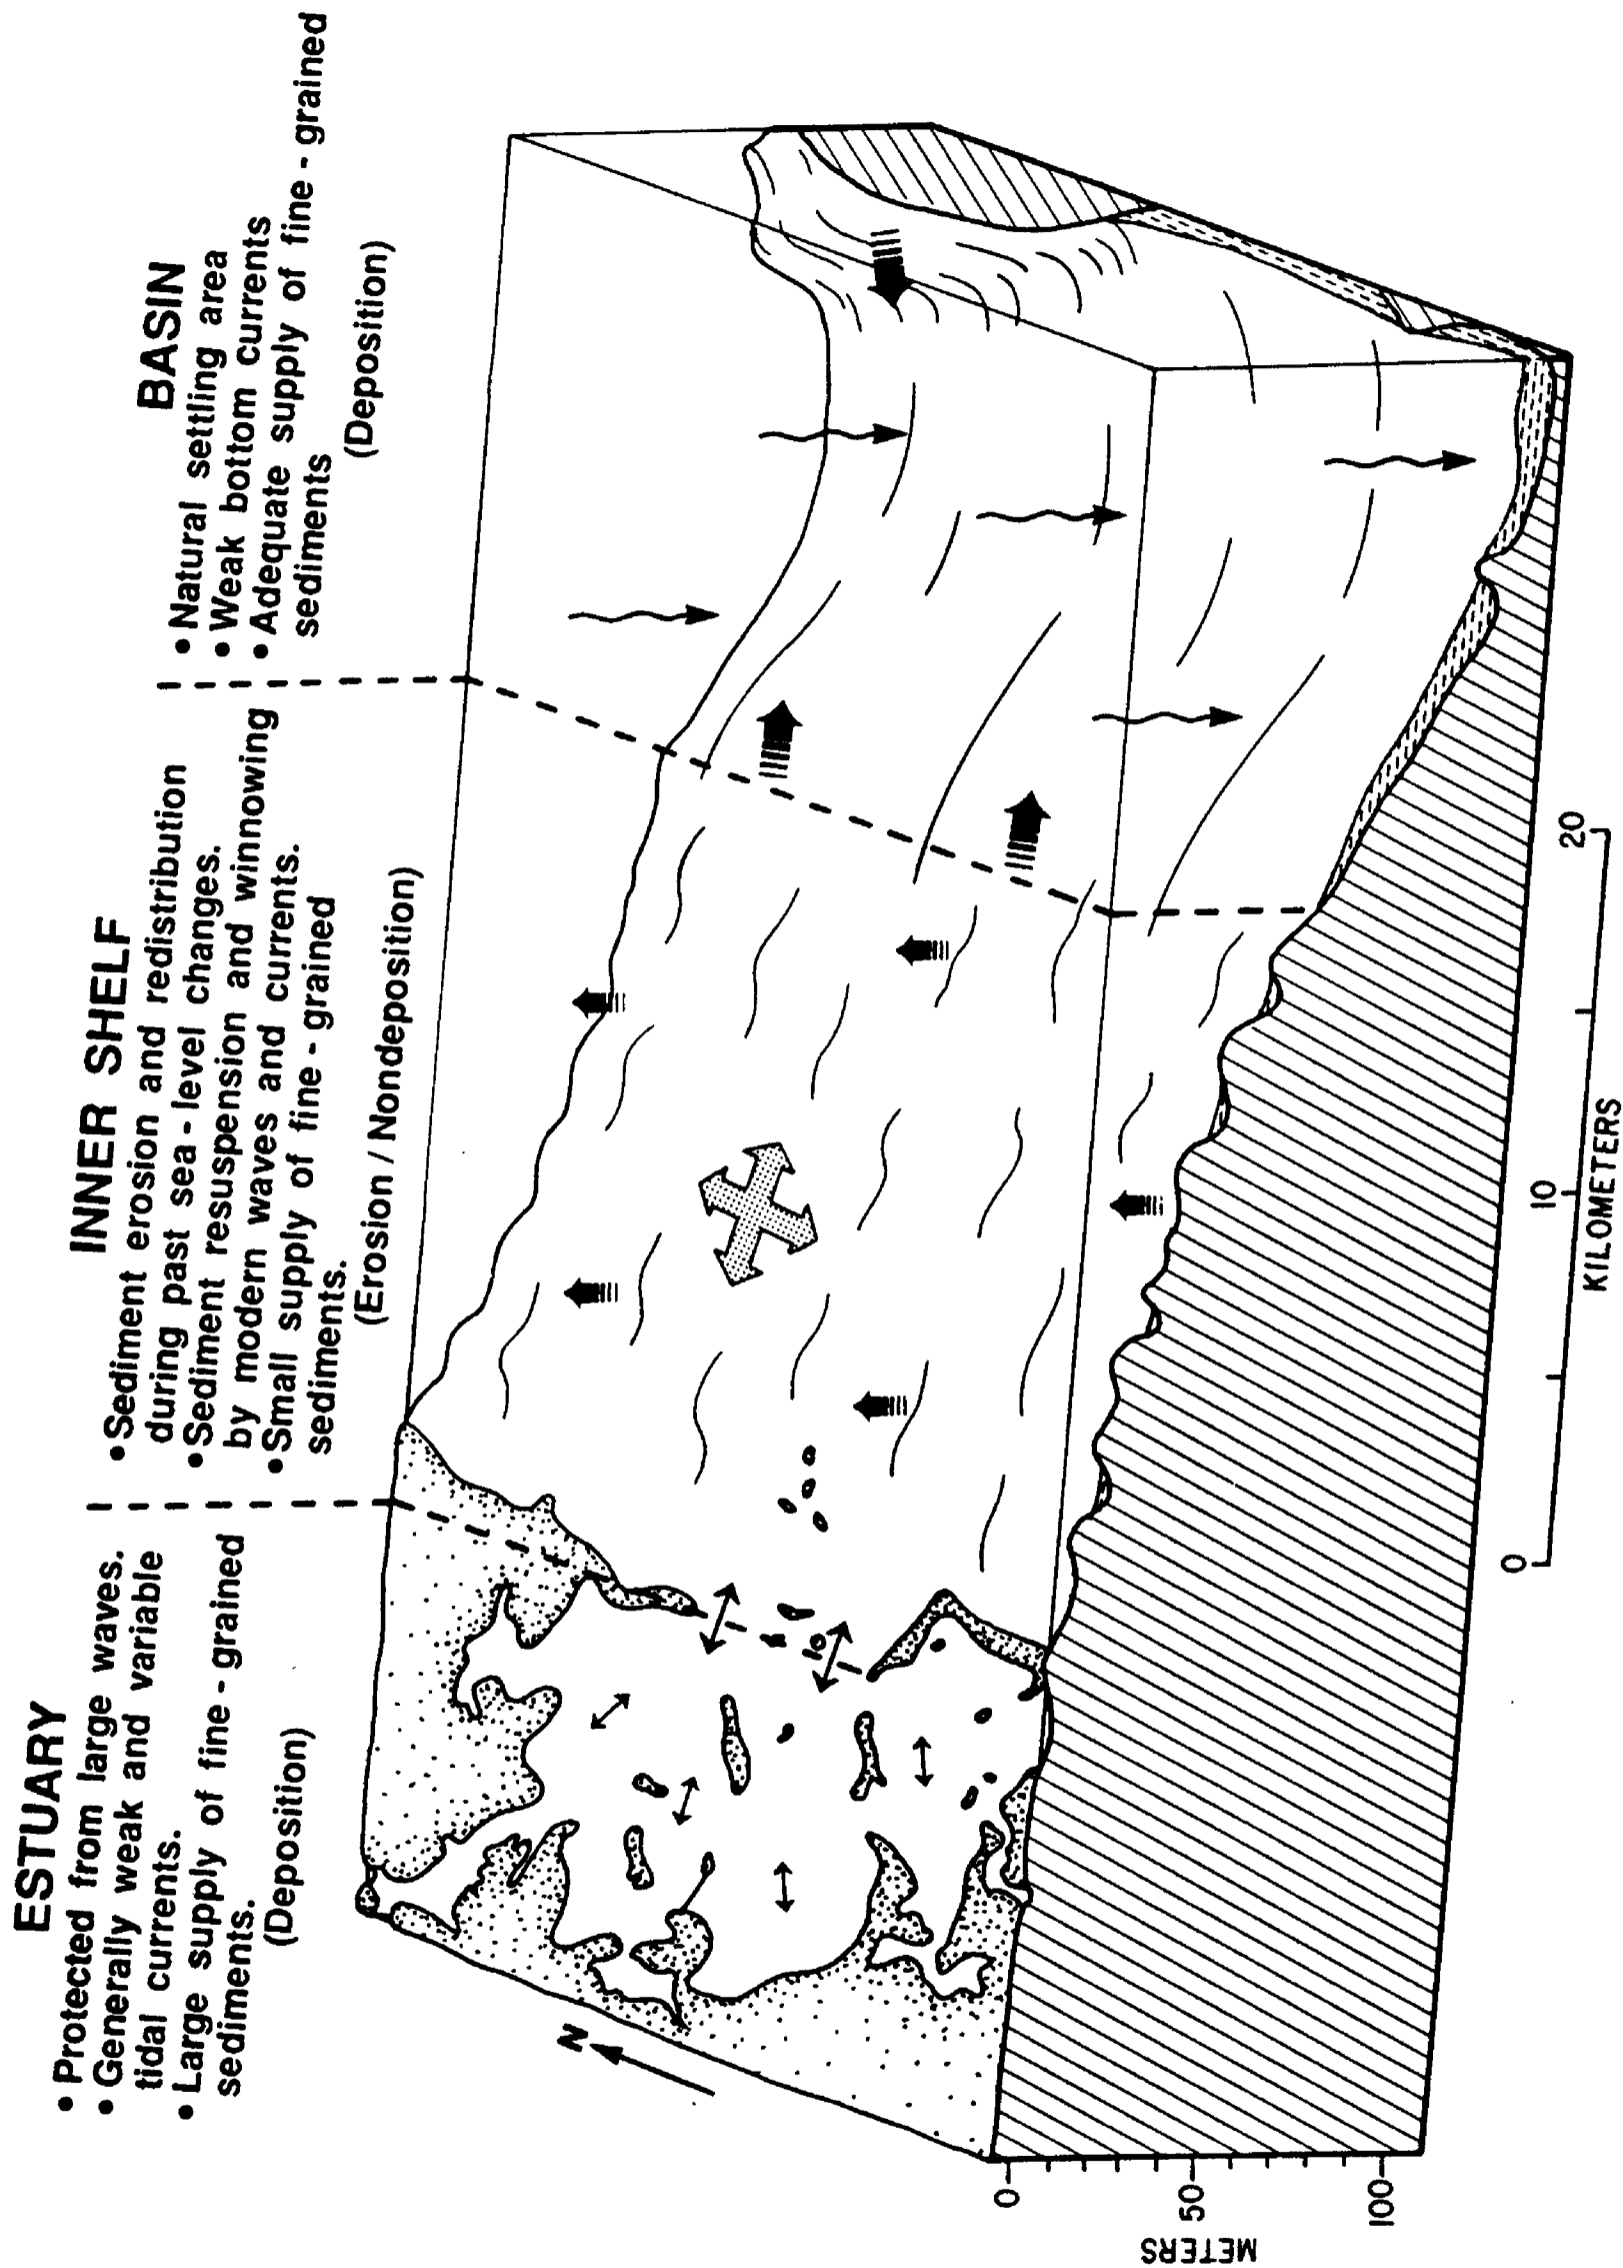 ESTUARY
• Protected from large waves.
• Generally weak and variable
tidal currents.
• Large supply of fine-grained
sediments.
(Deposition)
INNER SHELF
• Sediment erosion and redistribution
during past sea-level changes.
• Sediment resuspension and winnowing
by modern waves and currents.
• Small supply of fine-grained
sediments.
(Erosion / Nondeposition)
BASIN
• Natural settling area
• Weak bottom currents
• Adequate supply of fine-grained
sediments
(Deposition)
N
0
50
100
METERS
0
10
20
KILOMETERS